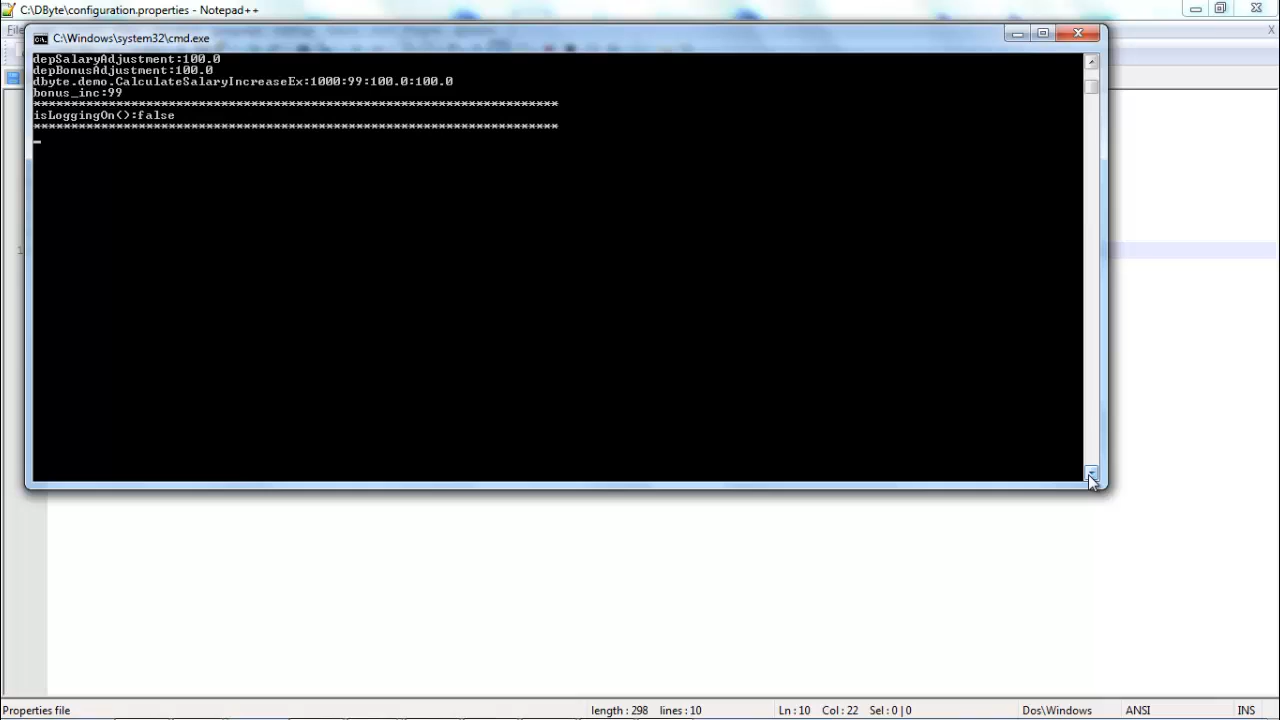 C:\DByte\configuration.properties - Notepad++
C:\Windows\system32\cmd.exe
depSalaryAdjustment:100.0
depBonusAdjustment:100.0
dbyte.demo.CalculateSalaryIncreaseEx:1000:99:100.0:100.0
bonus_inc:99
**********************************************************************
isLoggingOn():false
**********************************************************************
Properties file length : 298 lines : 10 Ln : 10 Col : 22 Sel : 0 | 0 Dos\Windows ANSI INS